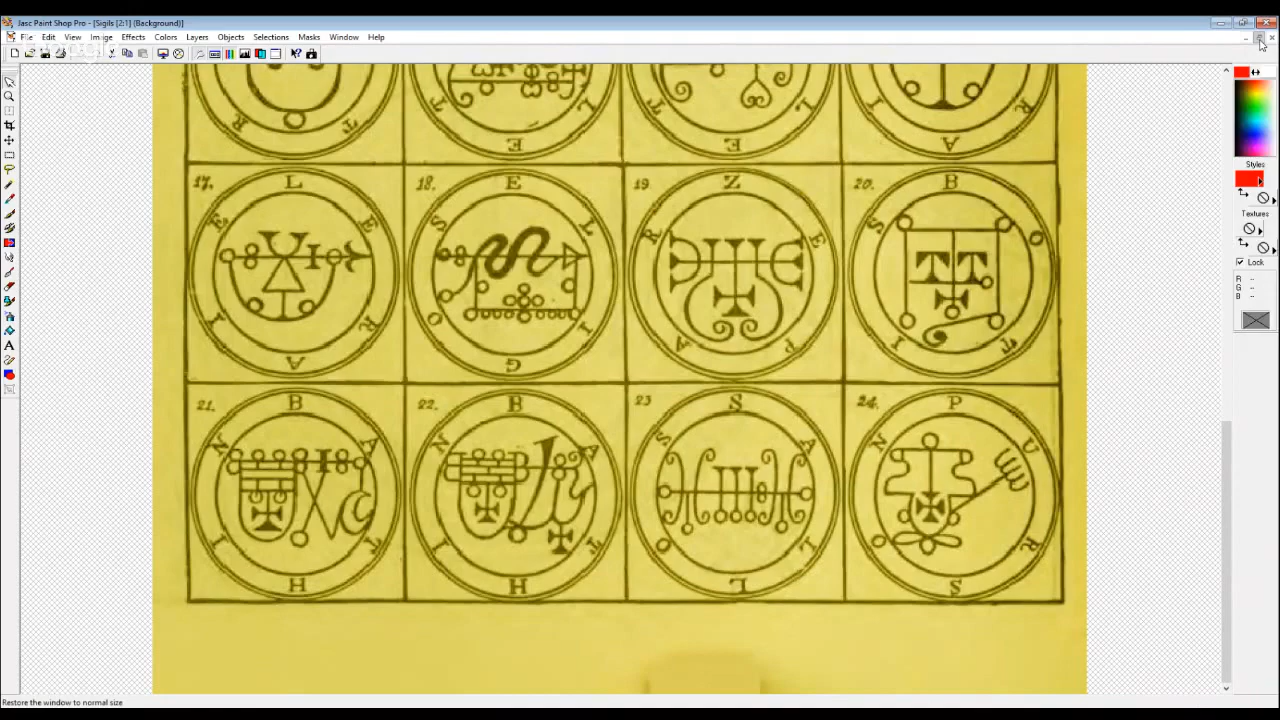 Jasc Paint Shop Pro - [Sigils [2:1] (Background)]
File Edit View Image Effects Colors Layers Objects Selections Masks Window Help
Styles
Textures
Lock
R --
G --
B --
R T
T E L
T E L
I A R
17. L E R A I E
18. E L I G O S
19. Z E P A R
20. B O T I S
21. B A T H I N
22. B A T H I N
23 S A L L O S
24. P U R S O N
Restore the window to normal size